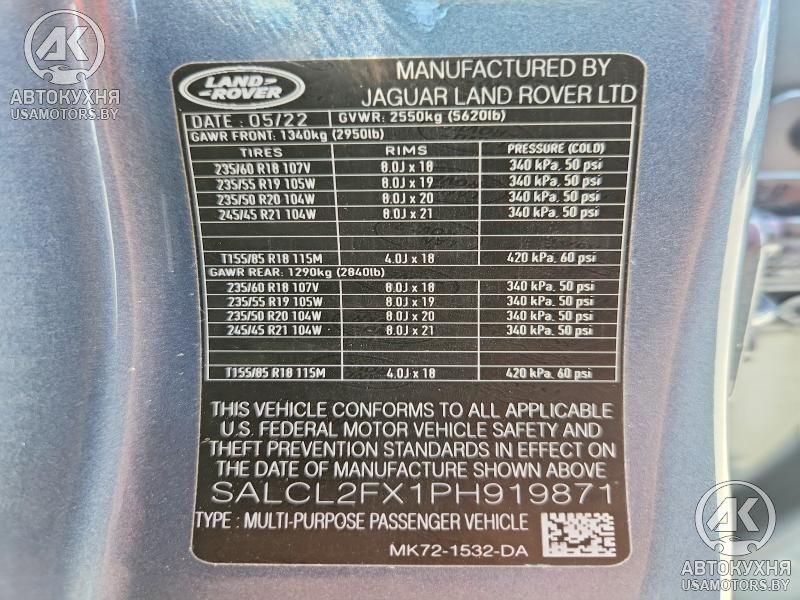 AK
АВТОКУХНЯ
USAMOTORS.BY
LAND ROVER
MANUFACTURED BY
JAGUAR LAND ROVER LTD
DATE : 05/22 GVWR: 2550kg (5620lb)
GAWR FRONT: 1340kg (2950lb)
TIRES RIMS PRESSURE (COLD)
235/60 R18 107V 8.0J x 18 340 kPa, 50 psi
235/55 R19 105W 8.0J x 19 340 kPa, 50 psi
235/50 R20 104W 8.0J x 20 340 kPa, 50 psi
245/45 R21 104W 8.0J x 21 340 kPa, 50 psi
T155/85 R18 115M 4.0J x 18 420 kPa, 60 psi
GAWR REAR: 1290kg (2840lb)
235/60 R18 107V 8.0J x 18 340 kPa, 50 psi
235/55 R19 105W 8.0J x 19 340 kPa, 50 psi
235/50 R20 104W 8.0J x 20 340 kPa, 50 psi
245/45 R21 104W 8.0J x 21 340 kPa, 50 psi
T155/85 R18 115M 4.0J x 18 420 kPa, 60 psi
THIS VEHICLE CONFORMS TO ALL APPLICABLE
U.S. FEDERAL MOTOR VEHICLE SAFETY AND
THEFT PREVENTION STANDARDS IN EFFECT ON
THE DATE OF MANUFACTURE SHOWN ABOVE
SALCL2FX1PH919871
TYPE : MULTI-PURPOSE PASSENGER VEHICLE
MK72-1532-DA
AK
АВТОКУХНЯ
USAMOTORS.BY